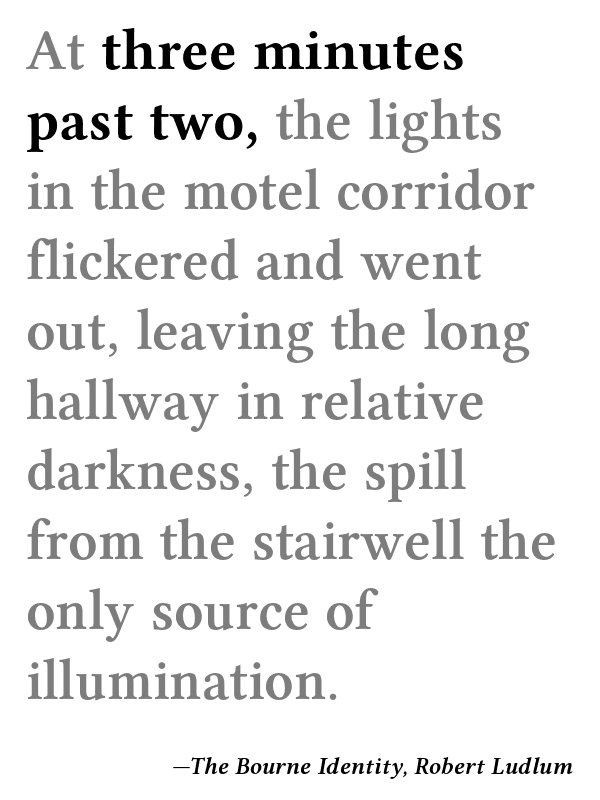 At three minutes
past two, the lights
in the motel corridor
flickered and went
out, leaving the long
hallway in relative
darkness, the spill
from the stairwell the
only source of
illumination.
—The Bourne Identity, Robert Ludlum